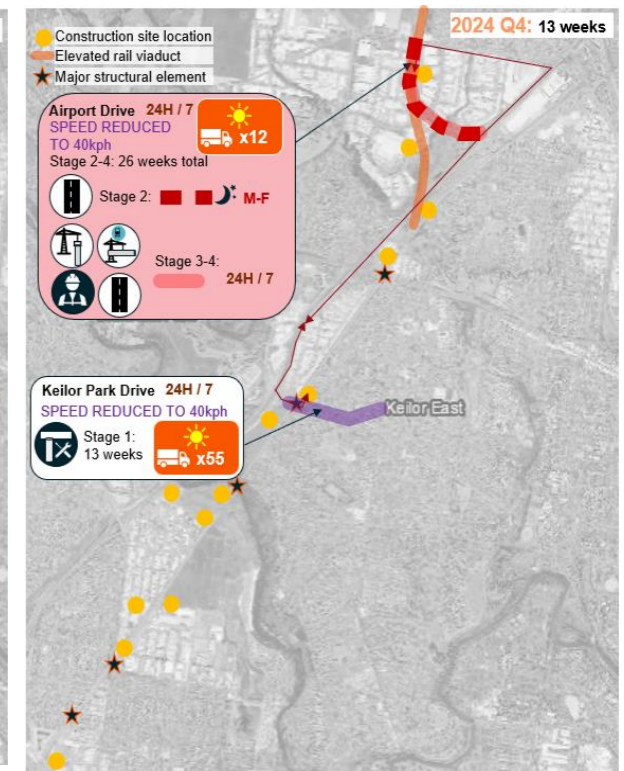 2024 Q4: 13 weeks
Construction site location
Elevated rail viaduct
Major structural element
Airport Drive 24H / 7
SPEED REDUCED
TO 40kph
x12
Stage 2-4: 26 weeks total
Stage 2: M-F
Stage 3-4:
24H / 7
Keilor Park Drive 24H / 7
SPEED REDUCED TO 40kph
Stage 1:
13 weeks
x55
Keilor East